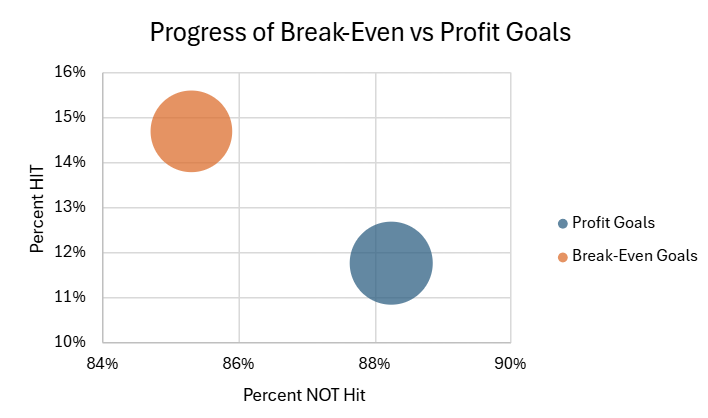 Progress of Break-Even vs Profit Goals
16%
15%
14%
13%
12%
11%
10%
Percent HIT
84%
86%
88%
90%
Percent NOT Hit
Profit Goals
Break-Even Goals